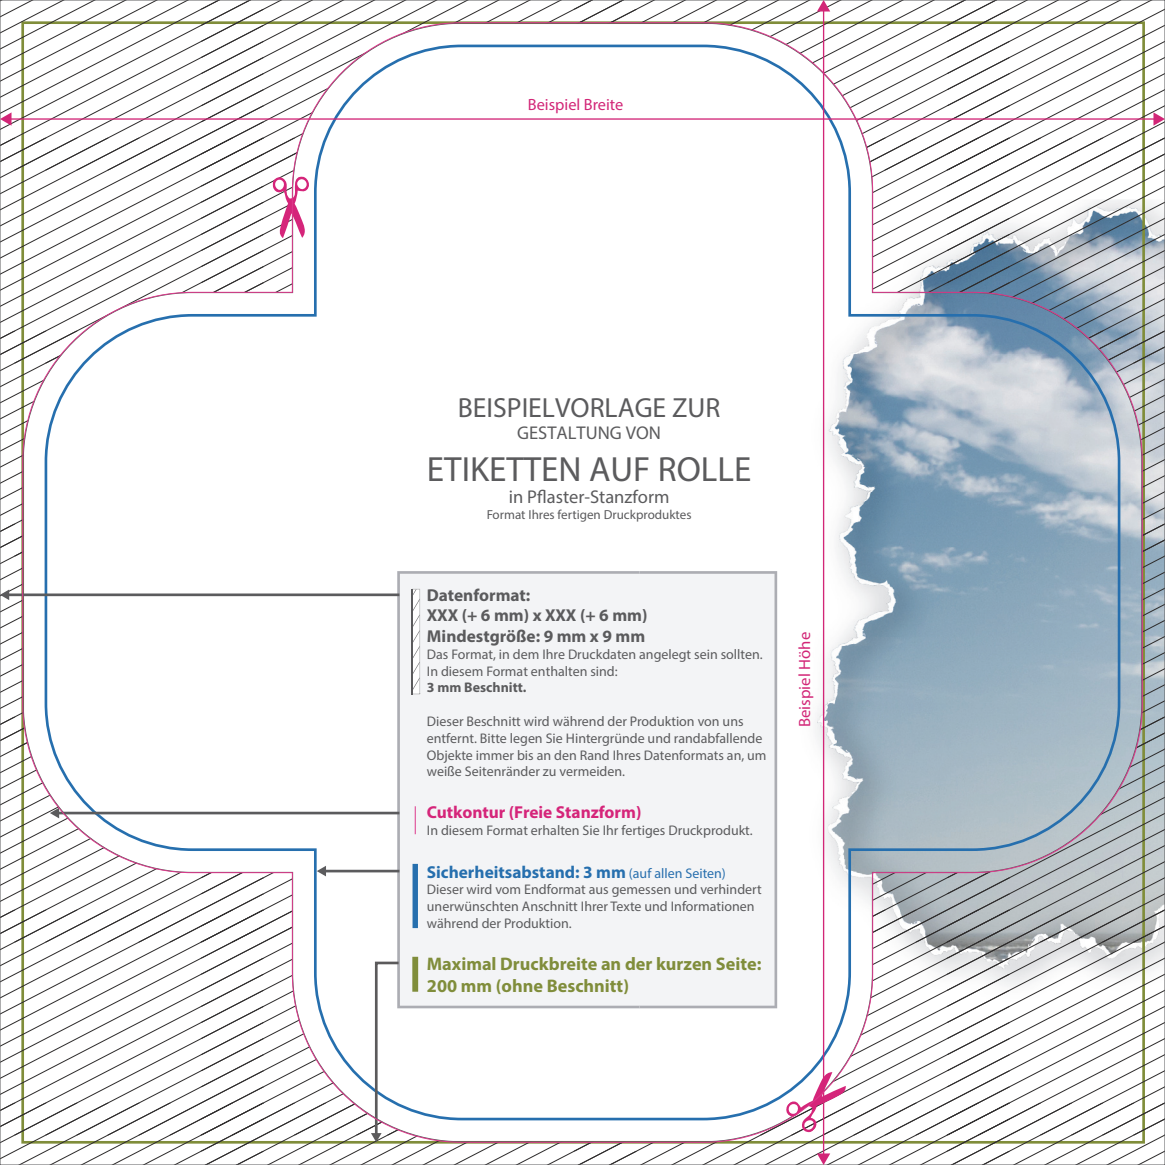 Beispiel Breite
BEISPIELVORLAGE ZUR
GESTALTUNG VON
ETIKETTEN AUF ROLLE
in Pflaster-Stanzform
Format Ihres fertigen Druckproduktes
Datenformat:
XXX (+ 6 mm) x XXX (+ 6 mm)
Mindestgröße: 9 mm x 9 mm
Das Format, in dem Ihre Druckdaten angelegt sein sollten.
In diesem Format enthalten sind:
3 mm Beschnitt.
Dieser Beschnitt wird während der Produktion von uns
entfernt. Bitte legen Sie Hintergründe und randabfallende
Objekte immer bis an den Rand Ihres Datenformats an, um
weiße Seitenränder zu vermeiden.
Cutkontur (Freie Stanzform)
In diesem Format erhalten Sie Ihr fertiges Druckprodukt.
Sicherheitsabstand: 3 mm (auf allen Seiten)
Dieser wird vom Endformat aus gemessen und verhindert
unerwünschten Anschnitt Ihrer Texte und Informationen
während der Produktion.
Maximal Druckbreite an der kurzen Seite:
200 mm (ohne Beschnitt)
Beispiel Höhe